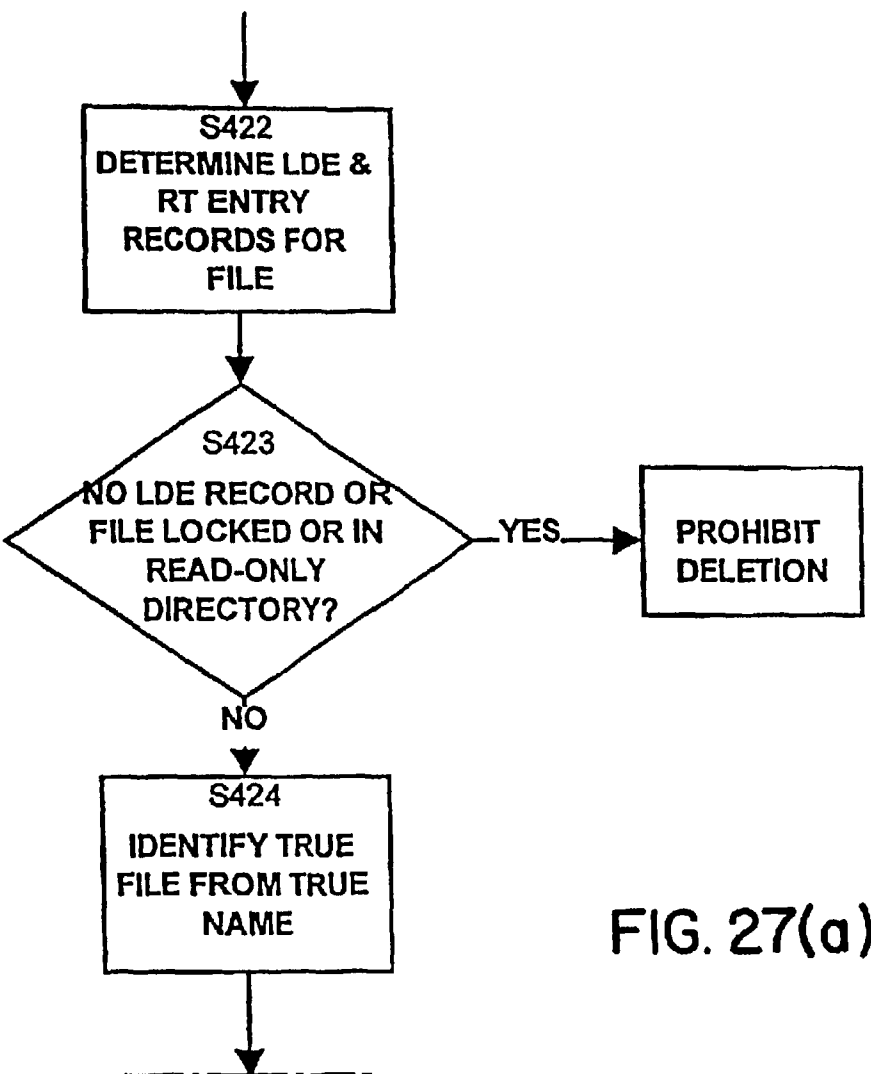 S422
DETERMINE LDE &
RT ENTRY
RECORDS FOR
FILE
S423
NO LDE RECORD OR
FILE LOCKED OR IN
READ-ONLY
DIRECTORY?
YES
PROHIBIT
DELETION
NO
S424
IDENTIFY TRUE
FILE FROM TRUE
NAME
FIG. 27(a)